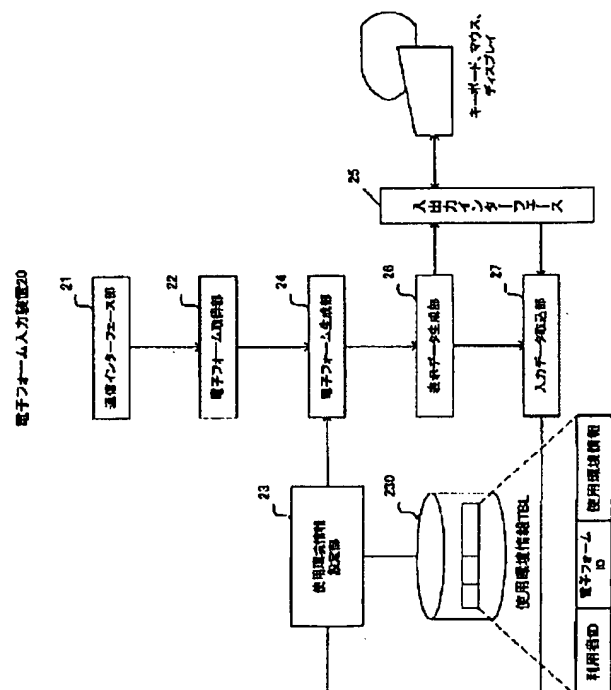 電子フォーム入力装置20
21
通信インターフェース部
22
電子フォーム取得部
23
使用環境情報
設定部
24
電子フォーム生成部
230
使用環境情報TBL
26
表示データ生成部
25
入出力インターフェース
27
入力データ取込部
キーボード、マウス、
ディスプレイ
利用者ID
電子フォーム
ID
使用環境情報